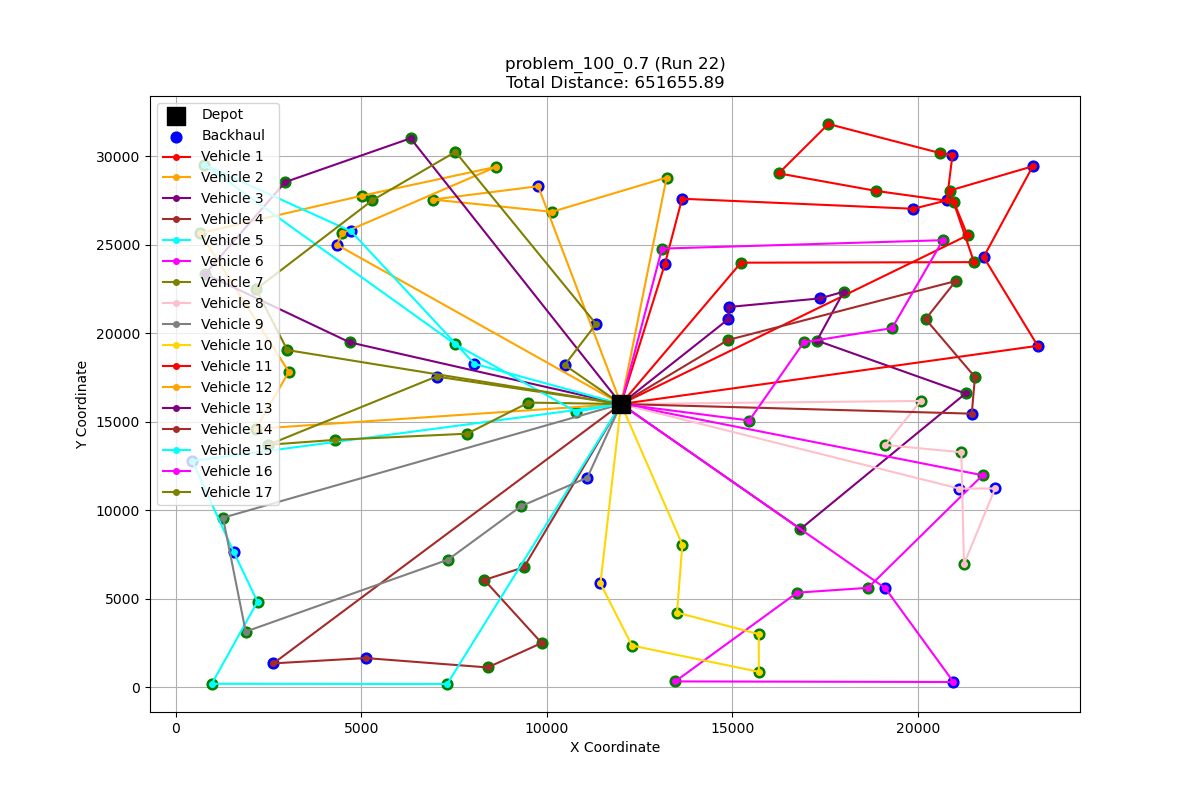 problem_100_0.7 (Run 22)
Total Distance: 651655.89
Depot
Backhaul
Vehicle 1
Vehicle 2
Vehicle 3
Vehicle 4
Vehicle 5
Vehicle 6
Vehicle 7
Vehicle 8
Vehicle 9
Vehicle 10
Vehicle 11
Vehicle 12
Vehicle 13
Vehicle 14
Vehicle 15
Vehicle 16
Vehicle 17
Y Coordinate
30000
25000
20000
15000
10000
5000
0
0 5000 10000 15000 20000
X Coordinate